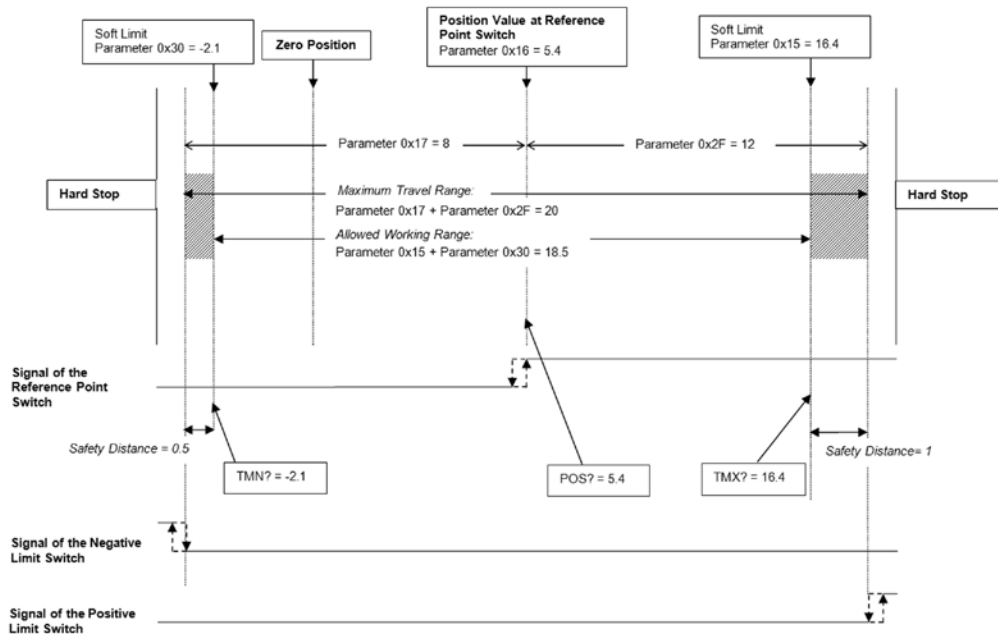 Soft Limit
Parameter 0x30 = -2.1
Zero Position
Position Value at Reference
Point Switch
Parameter 0x16 = 5.4
Soft Limit
Parameter 0x15 = 16.4
Parameter 0x17 = 8
Parameter 0x2F = 12
Hard Stop
Maximum Travel Range:
Parameter 0x17 + Parameter 0x2F = 20
Hard Stop
Allowed Working Range:
Parameter 0x15 + Parameter 0x30 = 18.5
Signal of the
Reference Point
Switch
Safety Distance = 0.5
Safety Distance= 1
TMN? = -2.1
POS? = 5.4
TMX? = 16.4
Signal of the Negative
Limit Switch
Signal of the Positive
Limit Switch